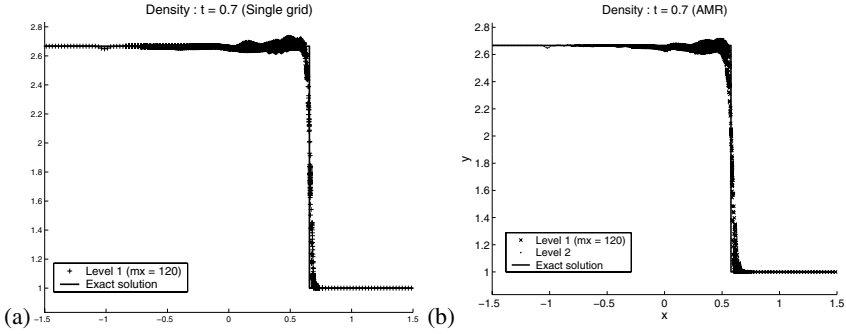 Density : t = 0.7 (Single grid)
2.8
2.6
2.4
2.2
2
1.8
1.6
1.4
1.2
1
+ Level 1 (mx = 120)
Exact solution
−1.5 −1 −0.5 0 0.5 1 1.5
(a)
Density : t = 0.7 (AMR)
2.8
2.6
2.4
2.2
2
1.8
1.6
1.4
1.2
1
y
× Level 1 (mx = 120)
· Level 2
Exact solution
−1.5 −1 −0.5 0 0.5 1 1.5
x
(b)